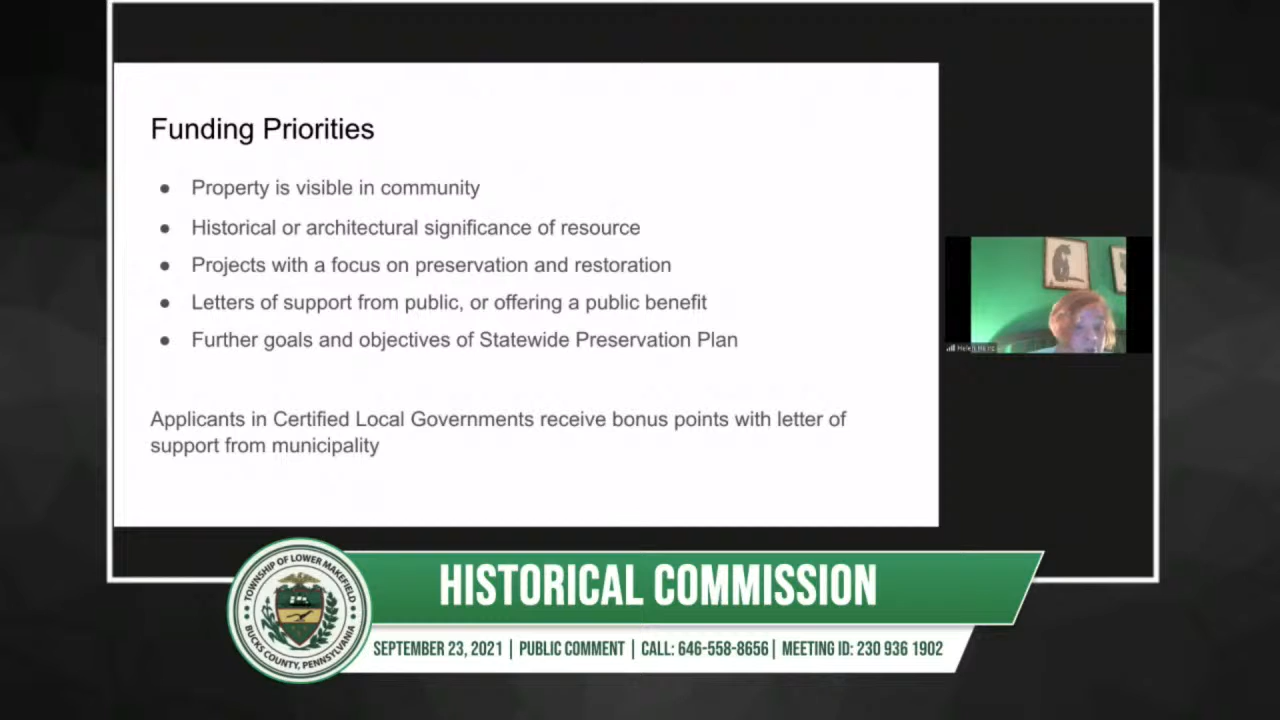 Funding Priorities
● Property is visible in community
● Historical or architectural significance of resource
● Projects with a focus on preservation and restoration
● Letters of support from public, or offering a public benefit
● Further goals and objectives of Statewide Preservation Plan
Applicants in Certified Local Governments receive bonus points with letter of
support from municipality
Helen
HISTORICAL COMMISSION
TOWNSHIP OF LOWER MAKEFIELD
BUCKS COUNTY, PENNSYLVANIA
SEPTEMBER 23, 2021 | PUBLIC COMMENT | CALL: 646-558-8656| MEETING ID: 230 936 1902